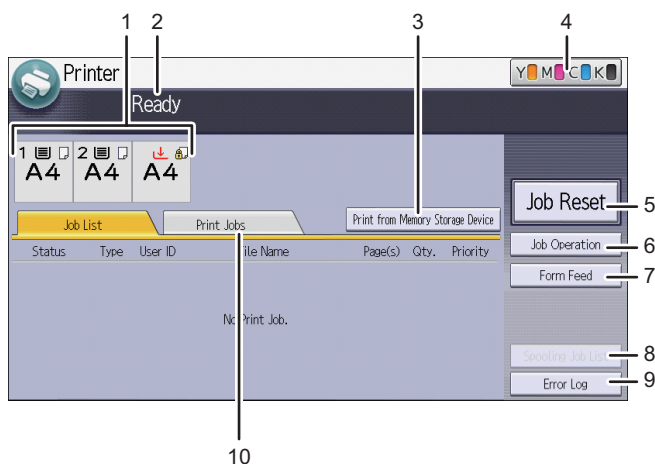 1 2 3 4
Printer
Y M C K
Ready
1 2
A4 A4 A4
Job Reset 5
Print from Memory Storage Device
Job List Print Jobs
Job Operation 6
Status Type User ID File Name Page(s) Qty. Priority
Form Feed 7
No Print Job.
Spooling Job List 8
Error Log 9
10